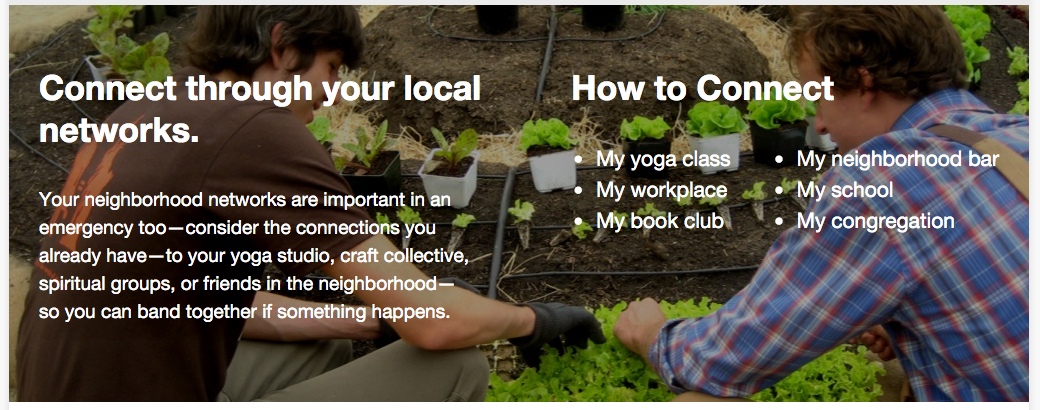 Connect through your local
networks.
Your neighborhood networks are important in an
emergency too—consider the connections you
already have—to your yoga studio, craft collective,
spiritual groups, or friends in the neighborhood—
so you can band together if something happens.
How to Connect
• My yoga class
• My workplace
• My book club
• My neighborhood bar
• My school
• My congregation